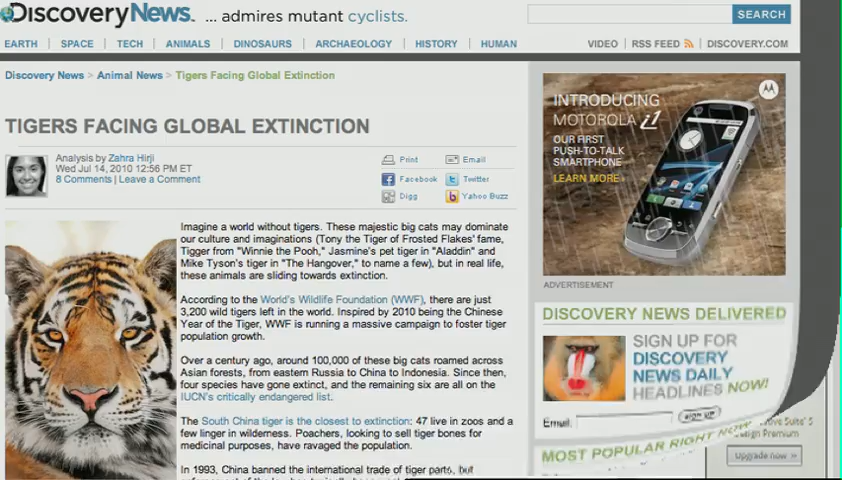 Discovery News. ... admires mutant cyclists.
SEARCH
EARTH SPACE TECH ANIMALS DINOSAURS ARCHAEOLOGY HISTORY HUMAN VIDEO RSS FEED DISCOVERY.COM
Discovery News > Animal News > Tigers Facing Global Extinction
TIGERS FACING GLOBAL EXTINCTION
Analysis by Zahra Hirji
Wed Jul 14, 2010 12:56 PM ET
8 Comments | Leave a Comment
Print Email
Facebook Twitter
Digg Yahoo Buzz
Imagine a world without tigers. These majestic big cats may dominate
our culture and imaginations (Tony the Tiger of Frosted Flakes' fame,
Tigger from "Winnie the Pooh," Jasmine's pet tiger in "Aladdin" and
Mike Tyson's tiger in "The Hangover," to name a few), but in real life,
these animals are sliding towards extinction.
According to the World's Wildlife Foundation (WWF), there are just
3,200 wild tigers left in the world. Inspired by 2010 being the Chinese
Year of the Tiger, WWF is running a massive campaign to foster tiger
population growth.
Over a century ago, around 100,000 of these big cats roamed across
Asian forests, from eastern Russia to China to Indonesia. Since then,
four species have gone extinct, and the remaining six are all on the
IUCN's critically endangered list.
The South China tiger is the closest to extinction: 47 live in zoos and a
few linger in wilderness. Poachers, looking to sell tiger bones for
medicinal purposes, have ravaged the population.
In 1993, China banned the international trade of tiger parts, but
INTRODUCING
MOTOROLA i1
OUR FIRST
PUSH-TO-TALK
SMARTPHONE
LEARN MORE
ADVERTISEMENT
DISCOVERY NEWS DELIVERED
SIGN UP FOR
DISCOVERY
NEWS DAILY
HEADLINES NOW!
Email: sign up
MOST POPULAR RIGHT NOW
Suite' 5
Design Premium
Upgrade now »